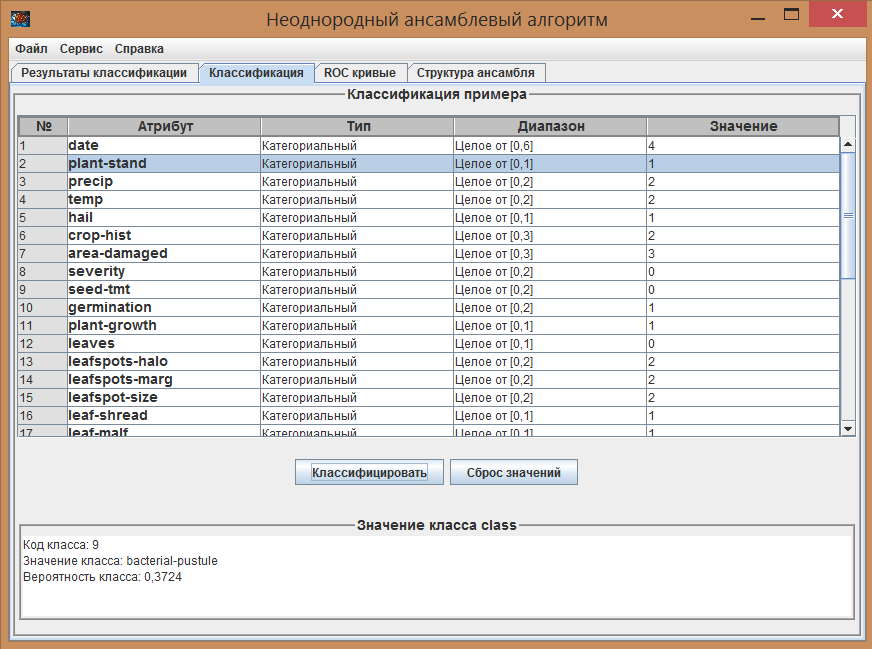 Неоднородный ансамблевый алгоритм
Файл Сервис Справка
Результаты классификации Классификация ROC кривые Структура ансамбля
Классификация примера
№ Атрибут Тип Диапазон Значение
1 date Категориальный Целое от [0,6] 4
2 plant-stand Категориальный Целое от [0,1] 1
3 precip Категориальный Целое от [0,2] 2
4 temp Категориальный Целое от [0,2] 2
5 hail Категориальный Целое от [0,1] 1
6 crop-hist Категориальный Целое от [0,3] 2
7 area-damaged Категориальный Целое от [0,3] 3
8 severity Категориальный Целое от [0,2] 0
9 seed-tmt Категориальный Целое от [0,2] 0
10 germination Категориальный Целое от [0,2] 1
11 plant-growth Категориальный Целое от [0,1] 1
12 leaves Категориальный Целое от [0,1] 0
13 leafspots-halo Категориальный Целое от [0,2] 2
14 leafspots-marg Категориальный Целое от [0,2] 2
15 leafspot-size Категориальный Целое от [0,2] 2
16 leaf-shread Категориальный Целое от [0,1] 1
17 leaf-malf Категориальный Целое от [0,1] 1
Классифицировать Сброс значений
Значение класса class
Код класса: 9
Значение класса: bacterial-pustule
Вероятность класса: 0,3724